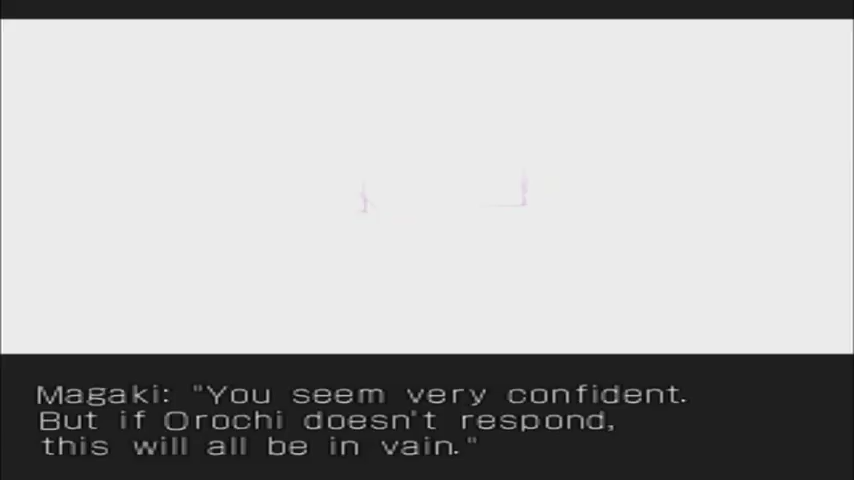 Magaki: "You seem very confident.
But if Orochi doesn't respond,
this will all be in vain."